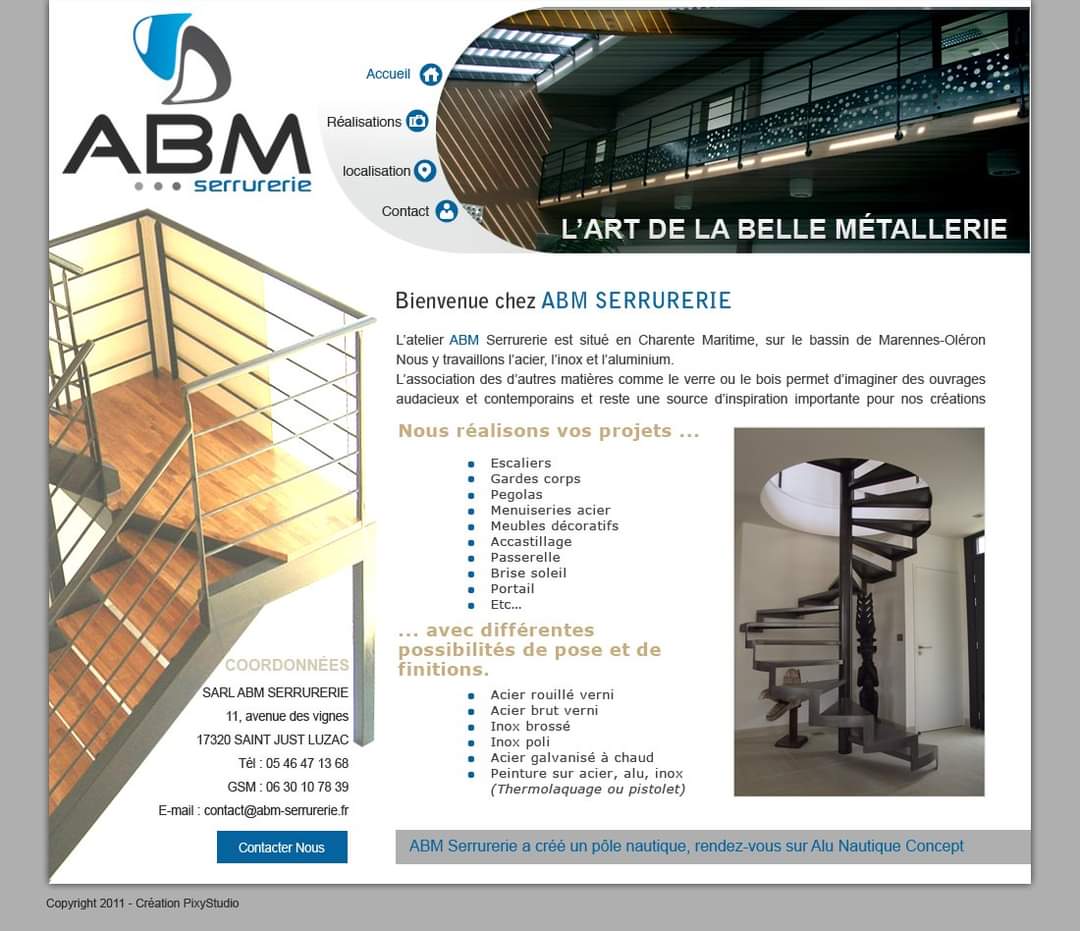 ABM
serrurerie
Accueil
Réalisations
localisation
Contact
L’ART DE LA BELLE MÉTALLERIE
Bienvenue chez ABM SERRURERIE
L’atelier ABM Serrurerie est situé en Charente Maritime, sur le bassin de Marennes-Oléron
Nous y travaillons l’acier, l’inox et l’aluminium.
L’association des d’autres matières comme le verre ou le bois permet d’imaginer des ouvrages
audacieux et contemporains et reste une source d’inspiration importante pour nos créations
Nous réalisons vos projets ...
Escaliers
Gardes corps
Pegolas
Menuiseries acier
Meubles décoratifs
Accastillage
Passerelle
Brise soleil
Portail
Etc…
... avec différentes
possibilités de pose et de
finitions.
Acier rouillé verni
Acier brut verni
Inox brossé
Inox poli
Acier galvanisé à chaud
Peinture sur acier, alu, inox
(Thermolaquage ou pistolet)
COORDONNÉES
SARL ABM SERRURERIE
11, avenue des vignes
17320 SAINT JUST LUZAC
Tél : 05 46 47 13 68
GSM : 06 30 10 78 39
E-mail : contact@abm-serrurerie.fr
Contacter Nous
ABM Serrurerie a créé un pôle nautique, rendez-vous sur Alu Nautique Concept
Copyright 2011 - Création PixyStudio